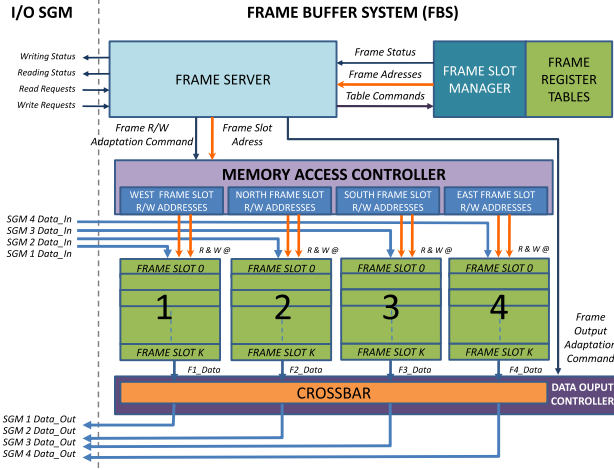 I/O SGM
FRAME BUFFER SYSTEM (FBS)
Writing Status
Reading Status
Read Requests
Write Requests
FRAME SERVER
Frame Status
Frame Adresses
Table Commands
FRAME SLOT
MANAGER
FRAME
REGISTER
TABLES
Frame R/W
Adaptation Command
Frame Slot
Adress
MEMORY ACCESS CONTROLLER
WEST FRAME SLOT
R/W ADDRESSES
NORTH FRAME SLOT
R/W ADDRESSES
SOUTH FRAME SLOT
R/W ADDRESSES
EAST FRAME SLOT
R/W ADDRESSES
SGM 4 Data_In
SGM 3 Data_In
SGM 2 Data_In
SGM 1 Data_In
R & W @
R & W @
R & W @
R & W @
FRAME SLOT 0
FRAME SLOT 0
FRAME SLOT 0
FRAME SLOT 0
1
2
3
4
FRAME SLOT K
FRAME SLOT K
FRAME SLOT K
FRAME SLOT K
Frame
Output
Adaptation
Command
F1_Data
F2_Data
F3_Data
F4_Data
CROSSBAR
DATA OUPUT
CONTROLLER
SGM 1 Data_Out
SGM 2 Data_Out
SGM 3 Data_Out
SGM 4 Data_Out